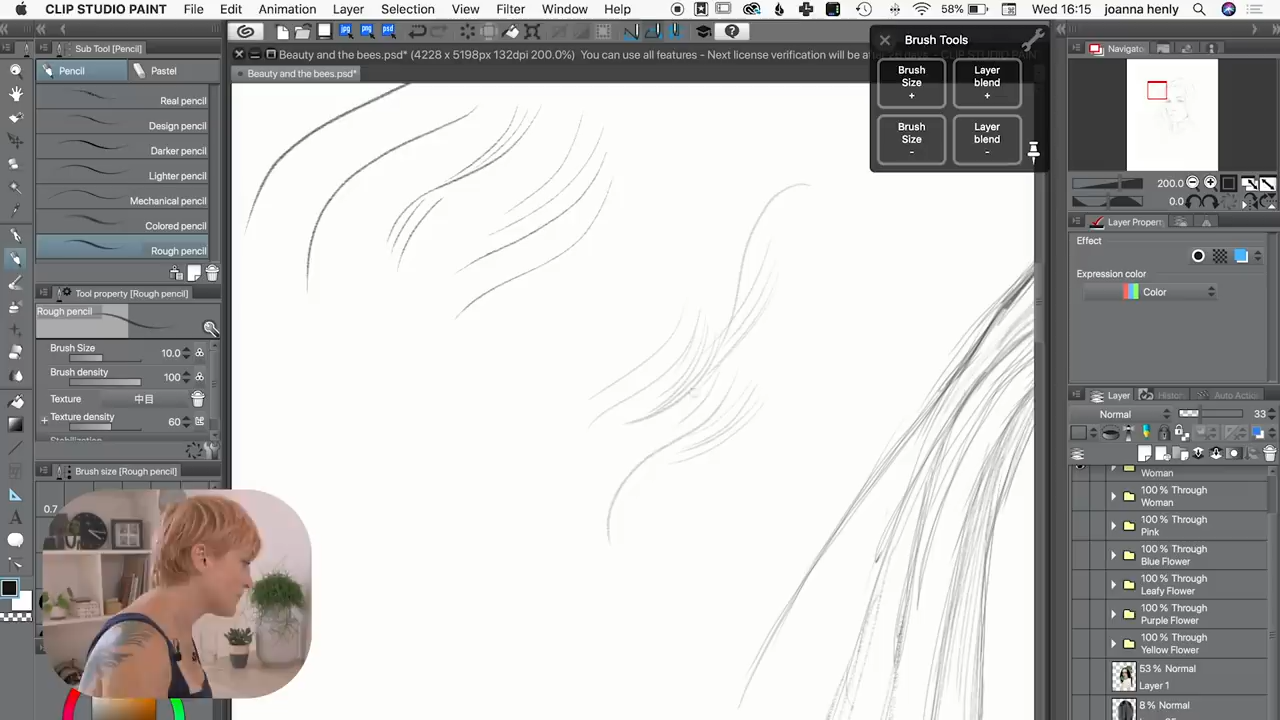 CLIP STUDIO PAINT File Edit Animation Layer Selection View Filter Window Help 58% Wed 16:15 joanna henly
Beauty and the bees.psd* (4228 x 5198px 132dpi 200.0%) You can use all features - Next license verification will be
Beauty and the bees.psd*
Sub Tool [Pencil]
Pencil
Pastel
Real pencil
Design pencil
Darker pencil
Lighter pencil
Mechanical pencil
Colored pencil
Rough pencil
Tool property [Rough pencil]
Rough pencil
Brush Size 10.0
Brush density 100
Texture 中目
Texture density 60
Stabilization
Brush size [Rough pencil]
0.7
Brush Tools
Brush Size +
Layer blend +
Brush Size -
Layer blend -
Navigato
200.0
0.0
Layer Property
Effect
Expression color
Color
Layer
Histor
Auto Actio
Normal 33
Woman
100 % Through
Woman
100 % Through
Pink
100 % Through
Blue Flower
100 % Through
Leafy Flower
100 % Through
Purple Flower
100 % Through
Yellow Flower
53 % Normal
Layer 1
8 % Normal